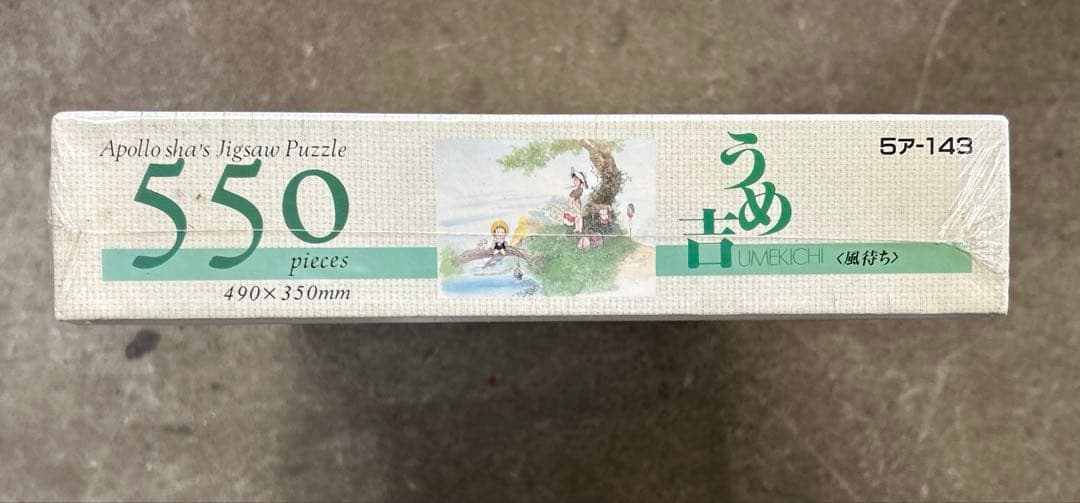 Apollo sha's Jigsaw Puzzle
550
pieces
490×350mm
うめ吉
UMEKICHI 〈風待ち〉
5ア-143